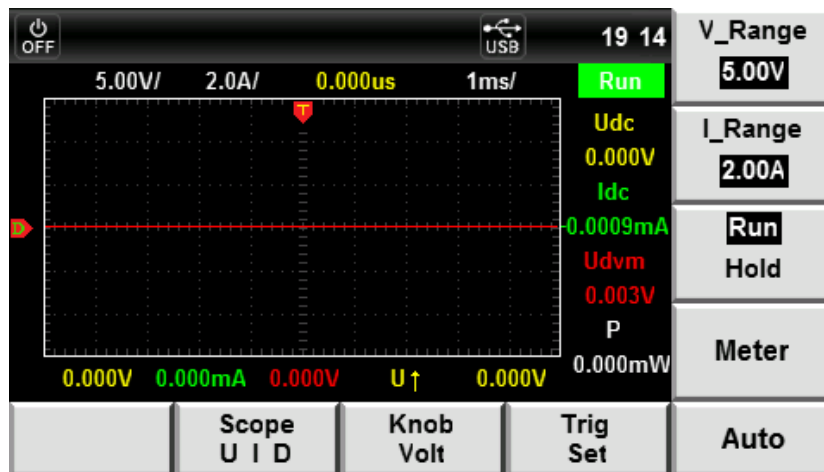 OFF
USB
19 14
5.00V/ 2.0A/ 0.000us 1ms/ Run
T
D
Udc
0.000V
Idc
-0.0009mA
Udvm
0.003V
P
0.000mW
0.000V 0.000mA 0.000V U↑ 0.000V
V_Range
5.00V
I_Range
2.00A
Run
Hold
Meter
Auto
Scope
U I D
Knob
Volt
Trig
Set